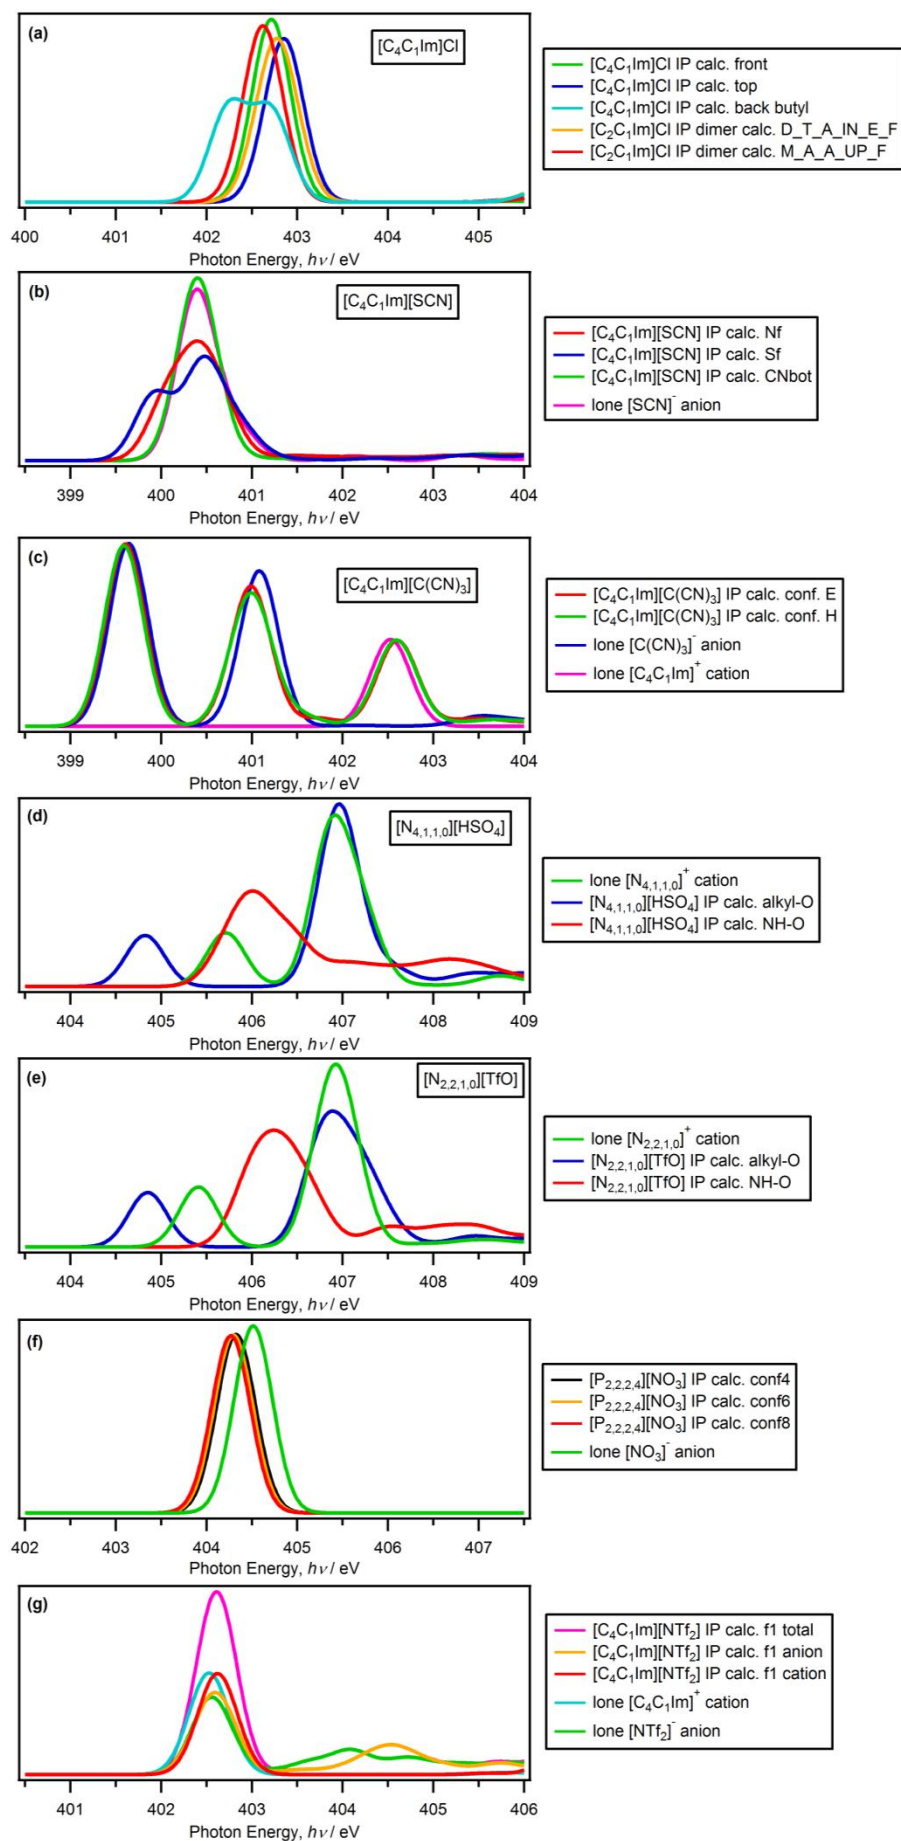 (a)
[C₄C₁Im]Cl
[C₄C₁Im]Cl IP calc. front
[C₄C₁Im]Cl IP calc. top
[C₄C₁Im]Cl IP calc. back butyl
[C₂C₁Im]Cl IP dimer calc. D_T_A_IN_E_F
[C₂C₁Im]Cl IP dimer calc. M_A_A_UP_F
400 401 402 403 404 405
Photon Energy, hν / eV
(b)
[C₄C₁Im][SCN]
[C₄C₁Im][SCN] IP calc. Nf
[C₄C₁Im][SCN] IP calc. Sf
[C₄C₁Im][SCN] IP calc. CNbot
lone [SCN]⁻ anion
399 400 401 402 403 404
Photon Energy, hν / eV
(c)
[C₄C₁Im][C(CN)₃]
[C₄C₁Im][C(CN)₃] IP calc. conf. E
[C₄C₁Im][C(CN)₃] IP calc. conf. H
lone [C(CN)₃]⁻ anion
lone [C₄C₁Im]⁺ cation
399 400 401 402 403 404
Photon Energy, hν / eV
(d)
[N₄,₁,₁,₀][HSO₄]
lone [N₄,₁,₁,₀]⁺ cation
[N₄,₁,₁,₀][HSO₄] IP calc. alkyl-O
[N₄,₁,₁,₀][HSO₄] IP calc. NH-O
404 405 406 407 408 409
Photon Energy, hν / eV
(e)
[N₂,₂,₁,₀][TfO]
lone [N₂,₂,₁,₀]⁺ cation
[N₂,₂,₁,₀][TfO] IP calc. alkyl-O
[N₂,₂,₁,₀][TfO] IP calc. NH-O
404 405 406 407 408 409
Photon Energy, hν / eV
(f)
[P₂,₂,₂,₄][NO₃] IP calc. conf4
[P₂,₂,₂,₄][NO₃] IP calc. conf6
[P₂,₂,₂,₄][NO₃] IP calc. conf8
lone [NO₃]⁻ anion
402 403 404 405 406 407
Photon Energy, hν / eV
(g)
[C₄C₁Im][NTf₂] IP calc. f1 total
[C₄C₁Im][NTf₂] IP calc. f1 anion
[C₄C₁Im][NTf₂] IP calc. f1 cation
lone [C₄C₁Im]⁺ cation
lone [NTf₂]⁻ anion
401 402 403 404 405 406
Photon Energy, hν / eV